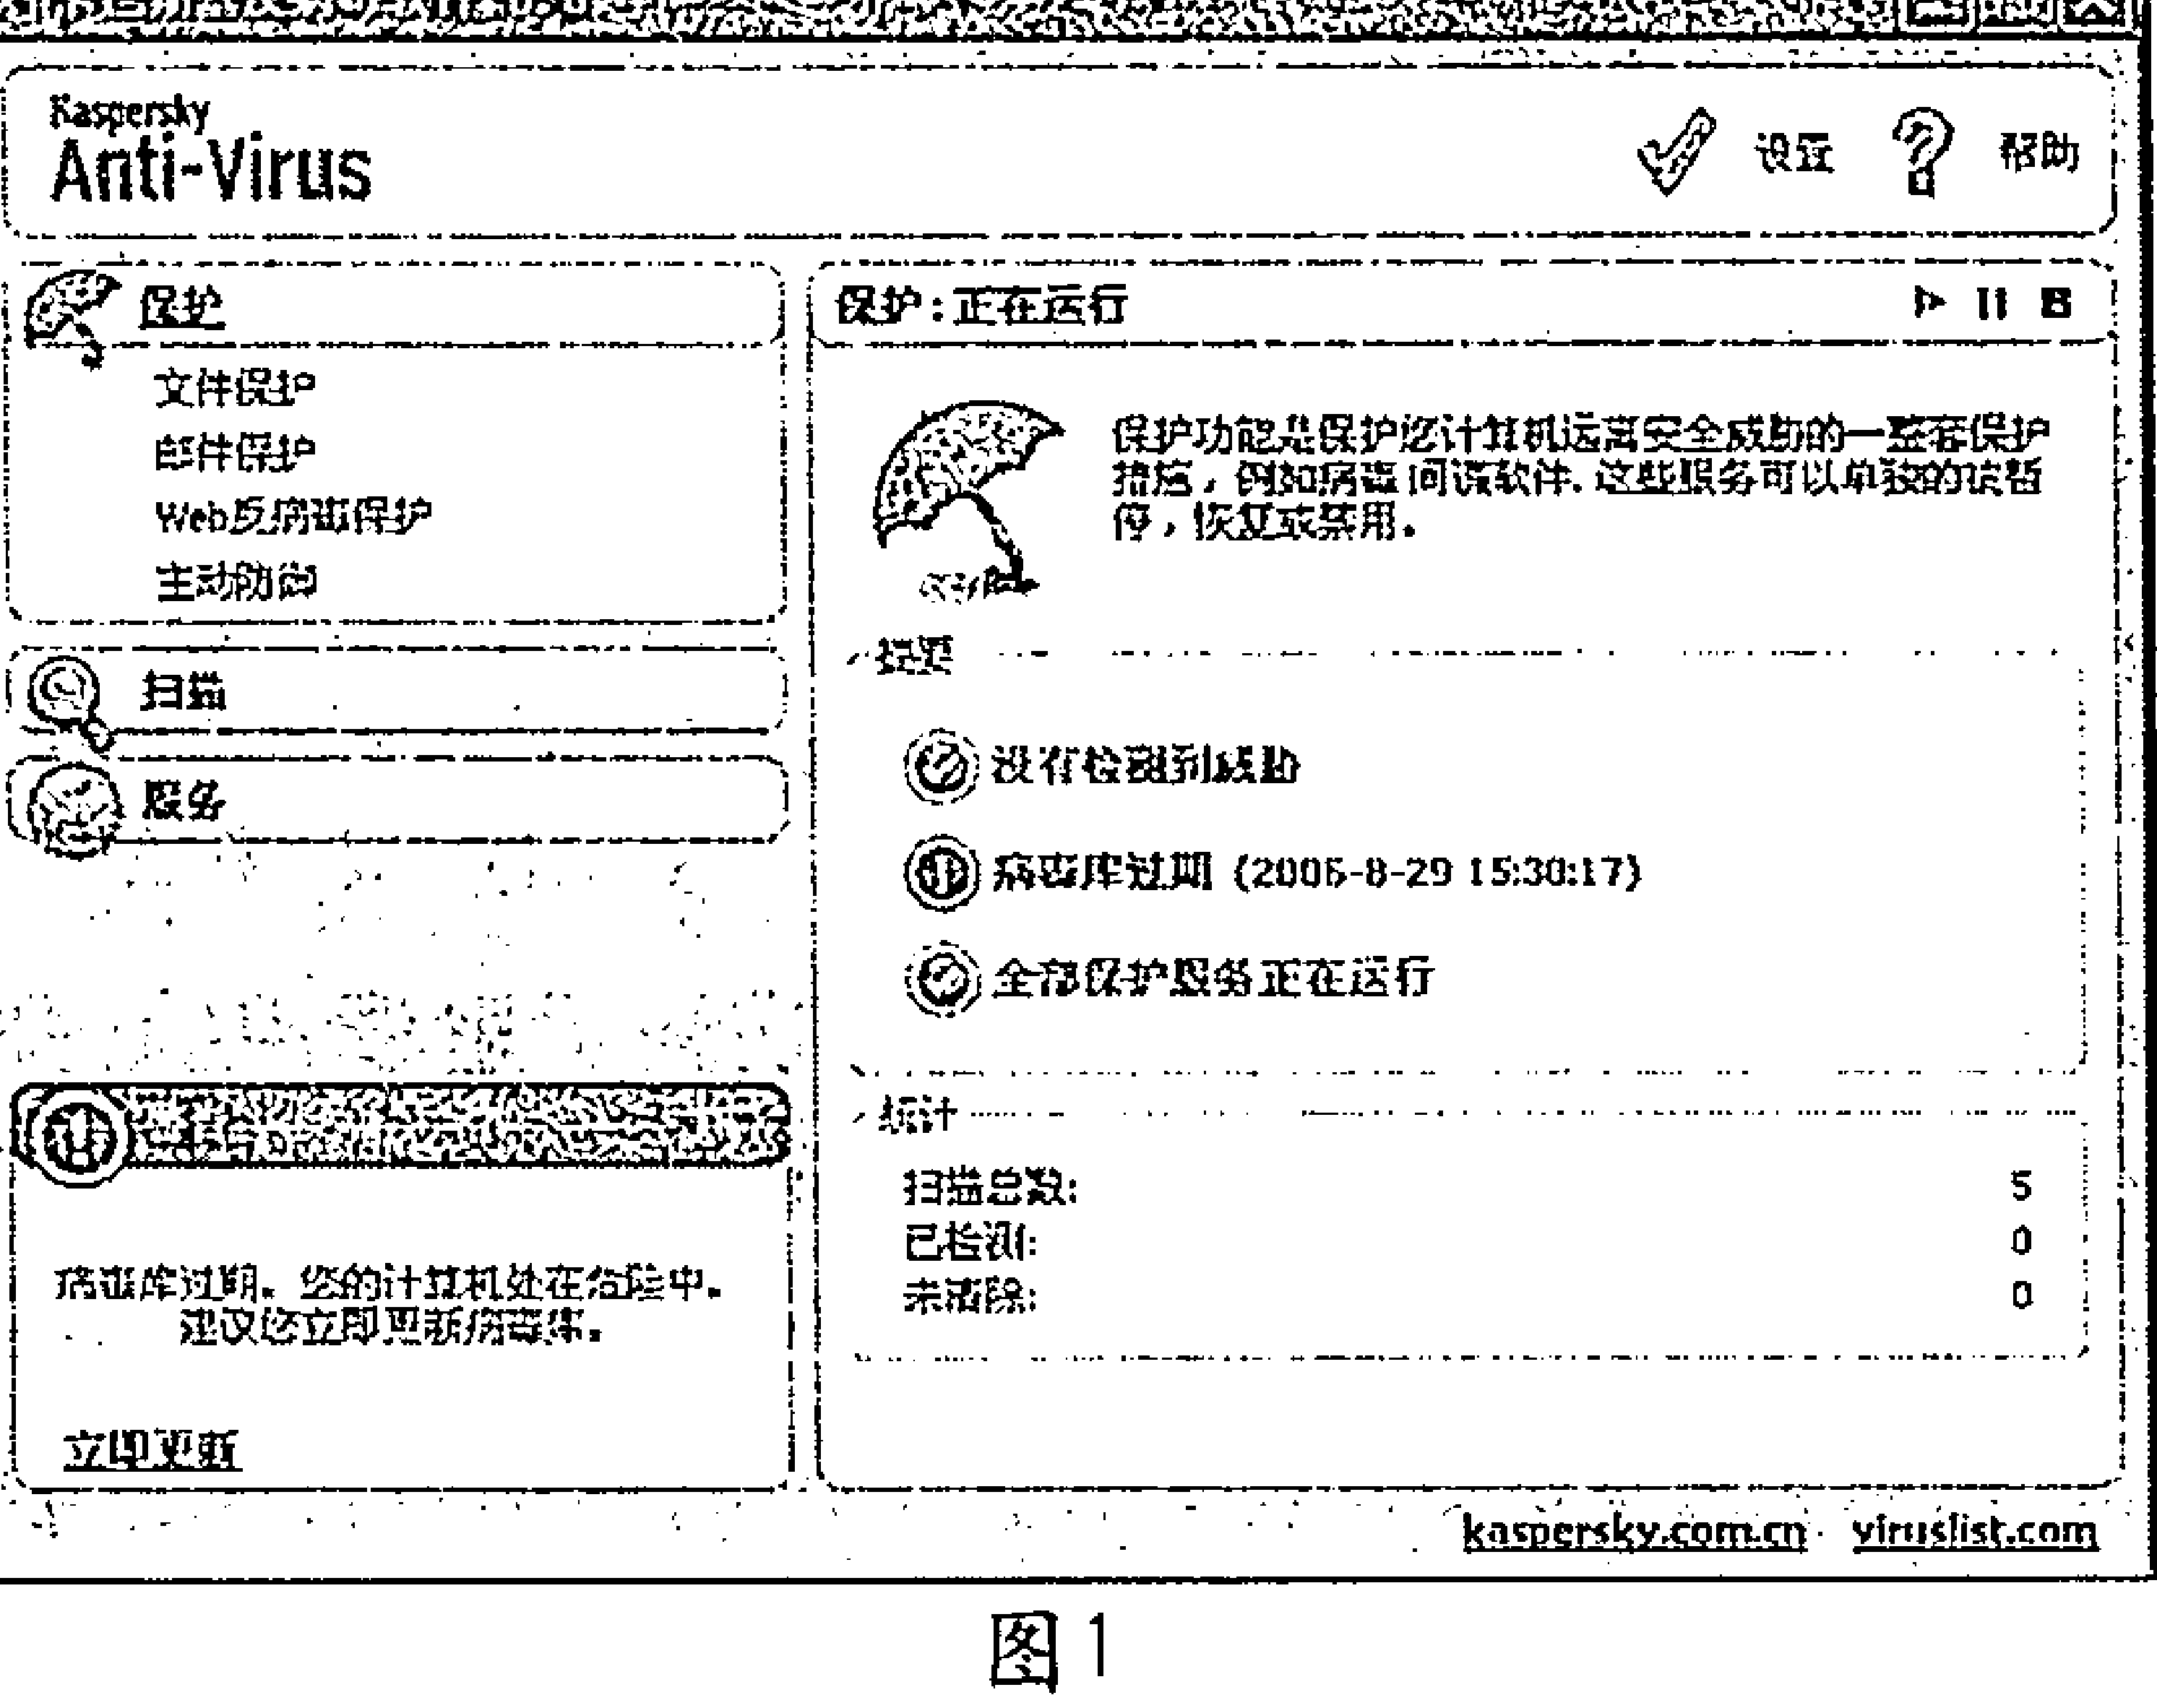 Kaspersky
Anti-Virus
设置
帮助
保护
文件保护
邮件保护
Web反病毒保护
主动防御
扫描
服务
病毒库过期。您的计算机处在危险中。
建议您立即更新病毒库。
立即更新
保护:正在运行
保护功能是保护您计算机远离安全威胁的一整套保护
措施，例如病毒 间谍软件. 这些服务可以单独的被暂
停，恢复或禁用。
提要
没有检测到威胁
病毒库过期 (2006-8-29 15:30:17)
全部保护服务正在运行
统计
扫描总数: 5
已检测: 0
未清除: 0
kaspersky.com.cn viruslist.com
图1